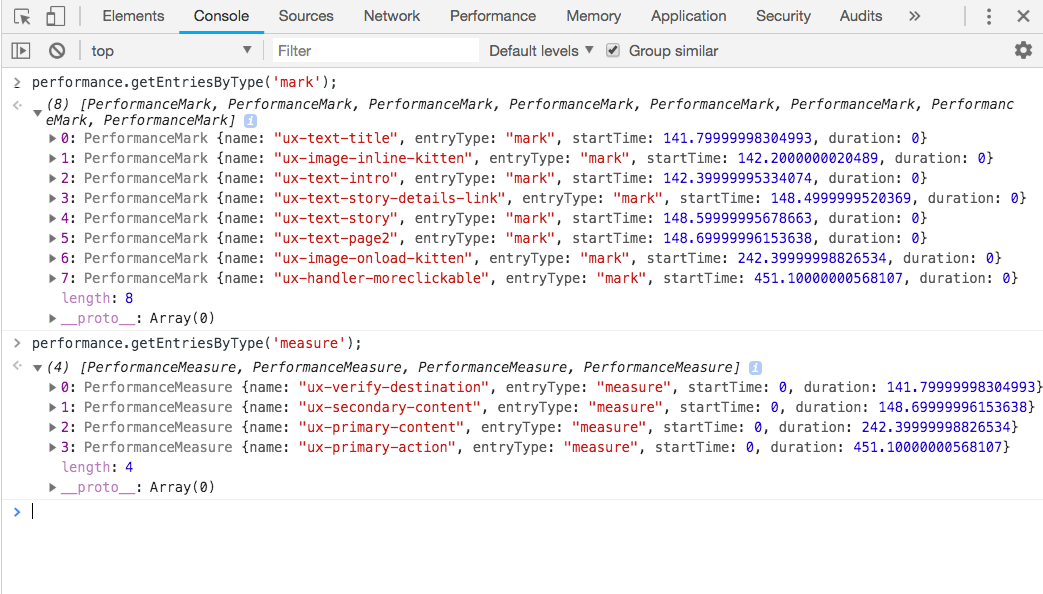 Elements Console Sources Network Performance Memory Application Security Audits »
top Filter Default levels Group similar
performance.getEntriesByType('mark');
(8) [PerformanceMark, PerformanceMark, PerformanceMark, PerformanceMark, PerformanceMark, PerformanceMark, Performanc
eMark, PerformanceMark]
0: PerformanceMark {name: "ux-text-title", entryType: "mark", startTime: 141.79999998304993, duration: 0}
1: PerformanceMark {name: "ux-image-inline-kitten", entryType: "mark", startTime: 142.2000000020489, duration: 0}
2: PerformanceMark {name: "ux-text-intro", entryType: "mark", startTime: 142.39999995334074, duration: 0}
3: PerformanceMark {name: "ux-text-story-details-link", entryType: "mark", startTime: 148.4999999520369, duration: 0}
4: PerformanceMark {name: "ux-text-story", entryType: "mark", startTime: 148.59999995678663, duration: 0}
5: PerformanceMark {name: "ux-text-page2", entryType: "mark", startTime: 148.69999996153638, duration: 0}
6: PerformanceMark {name: "ux-image-onload-kitten", entryType: "mark", startTime: 242.39999998826534, duration: 0}
7: PerformanceMark {name: "ux-handler-moreclickable", entryType: "mark", startTime: 451.10000000568107, duration: 0}
length: 8
__proto__: Array(0)
performance.getEntriesByType('measure');
(4) [PerformanceMeasure, PerformanceMeasure, PerformanceMeasure, PerformanceMeasure]
0: PerformanceMeasure {name: "ux-verify-destination", entryType: "measure", startTime: 0, duration: 141.79999998304993}
1: PerformanceMeasure {name: "ux-secondary-content", entryType: "measure", startTime: 0, duration: 148.69999996153638}
2: PerformanceMeasure {name: "ux-primary-content", entryType: "measure", startTime: 0, duration: 242.39999998826534}
3: PerformanceMeasure {name: "ux-primary-action", entryType: "measure", startTime: 0, duration: 451.10000000568107}
length: 4
__proto__: Array(0)